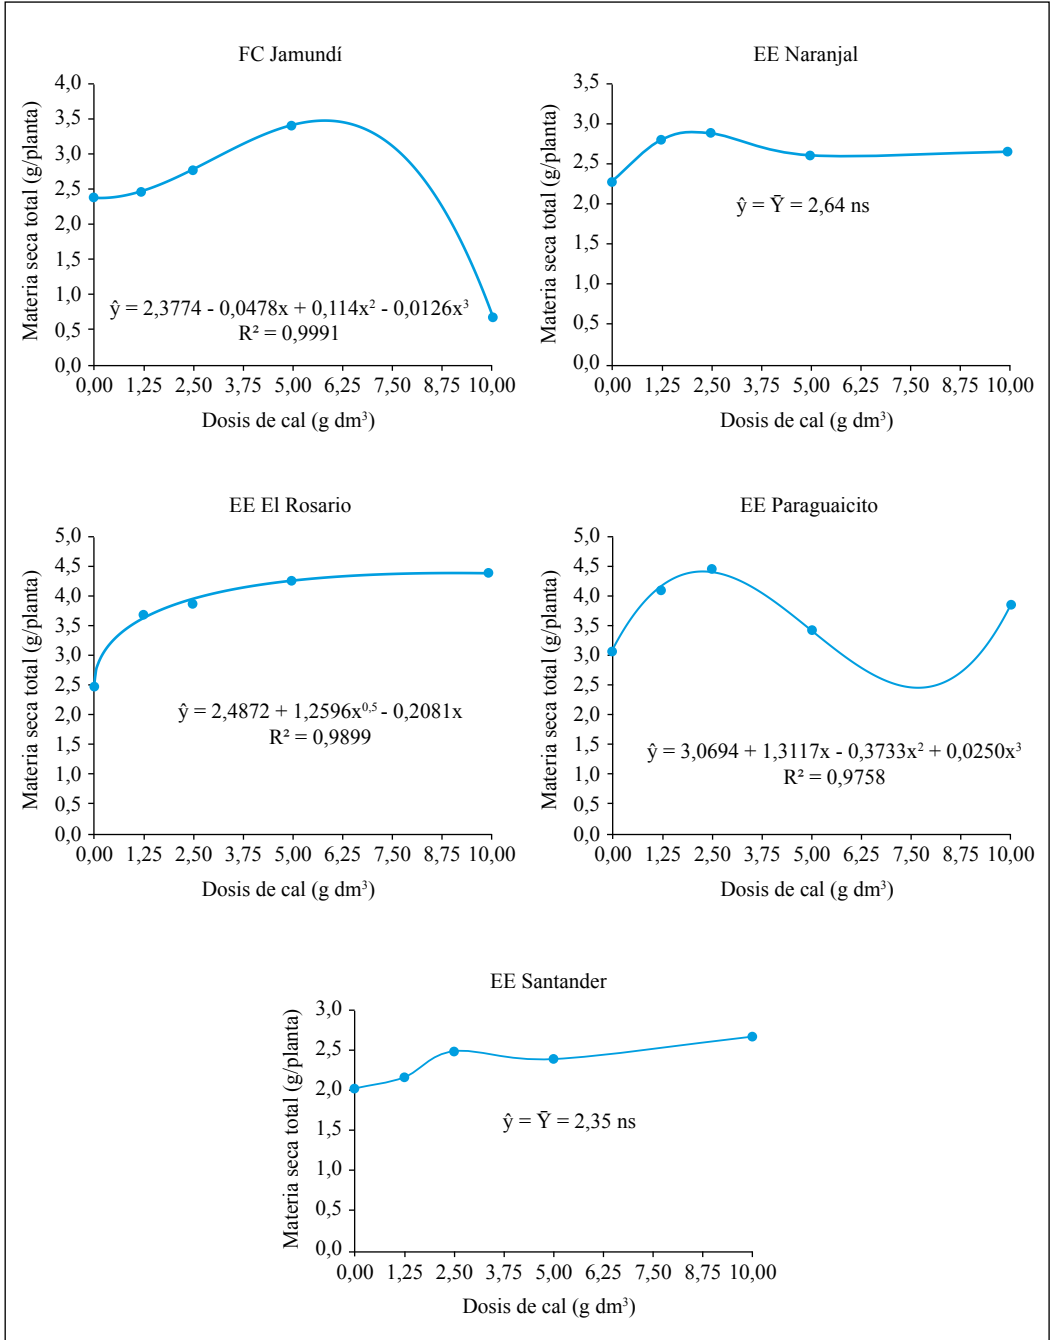 FC Jamundí
Materia seca total (g/planta)
4,0
3,5
3,0
2,5
2,0
1,5
1,0
0,5
0,0
ŷ = 2,3774 - 0,0478x + 0,114x² - 0,0126x³
R² = 0,9991
0,00 1,25 2,50 3,75 5,00 6,25 7,50 8,75 10,00
Dosis de cal (g dm³)
EE Naranjal
Materia seca total (g/planta)
3,5
3,0
2,5
2,0
1,5
1,0
0,5
0,0
ŷ = Ȳ = 2,64 ns
0,00 1,25 2,50 3,75 5,00 6,25 7,50 8,75 10,00
Dosis de cal (g dm³)
EE El Rosario
Materia seca total (g/planta)
5,0
4,5
4,0
3,5
3,0
2,5
2,0
1,5
1,0
0,5
0,0
ŷ = 2,4872 + 1,2596x⁰,⁵ - 0,2081x
R² = 0,9899
0,00 1,25 2,50 3,75 5,00 6,25 7,50 8,75 10,00
Dosis de cal (g dm³)
EE Paraguaicito
Materia seca total (g/planta)
5,0
4,5
4,0
3,5
3,0
2,5
2,0
1,5
1,0
0,5
0,0
ŷ = 3,0694 + 1,3117x - 0,3733x² + 0,0250x³
R² = 0,9758
0,00 1,25 2,50 3,75 5,00 6,25 7,50 8,75 10,00
Dosis de cal (g dm³)
EE Santander
Materia seca total (g/planta)
3,0
2,5
2,0
1,5
1,0
0,5
0,0
ŷ = Ȳ = 2,35 ns
0,00 1,25 2,50 3,75 5,00 6,25 7,50 8,75 10,00
Dosis de cal (g dm³)